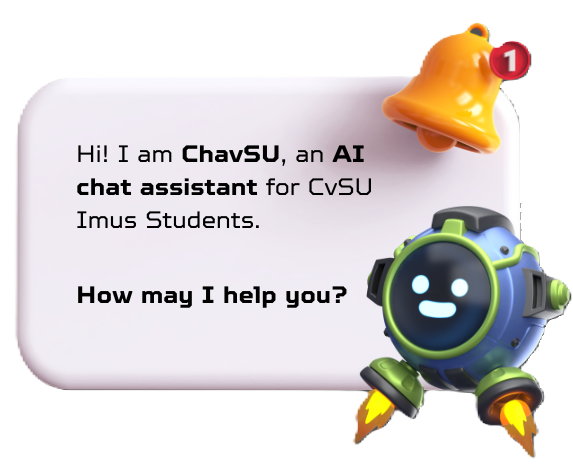 1
Hi! I am ChavSU, an AI
chat assistant for CvSU
Imus Students.
How may I help you?